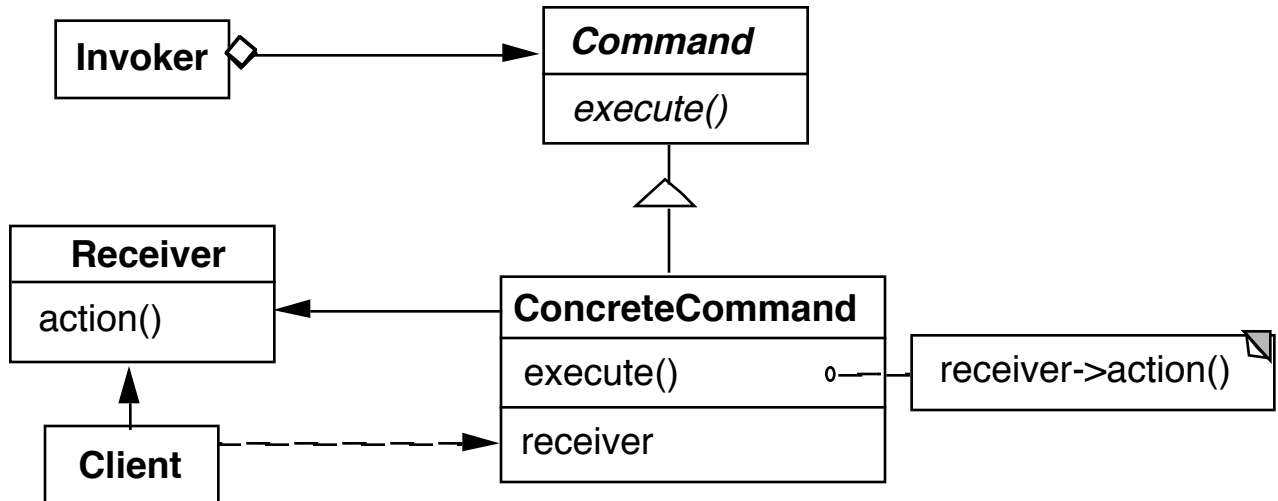 Invoker
Command
execute()
Receiver
action()
ConcreteCommand
execute()
receiver->action()
receiver
Client